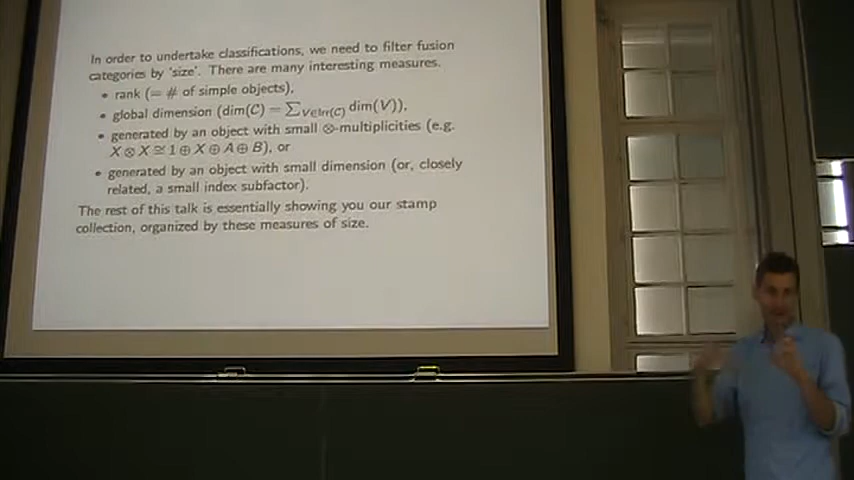 In order to undertake classifications, we need to filter fusion
categories by 'size'. There are many interesting measures.
• rank (= # of simple objects),
• global dimension (dim(C) = ∑_{V∈Irr(C)} dim(V)),
• generated by an object with small ⊗-multiplicities (e.g.
X ⊗ X ≅ 1 ⊕ X ⊕ A ⊕ B), or
• generated by an object with small dimension (or, closely
related, a small index subfactor).
The rest of this talk is essentially showing you our stamp
collection, organized by these measures of size.